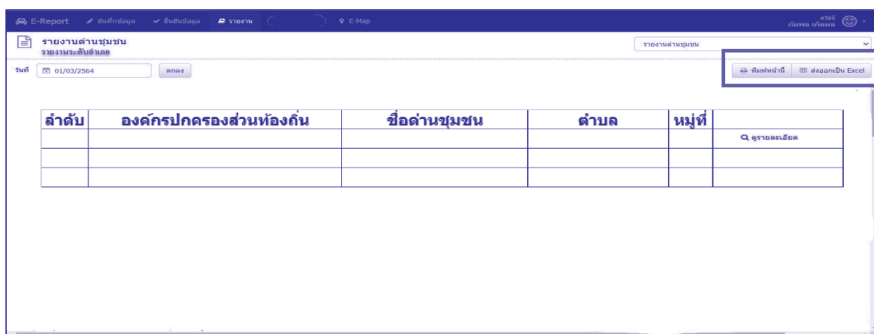 E-Report บันทึกข้อมูล ยืนยันข้อมูล รายงาน E-Map สวัสดี
รายงานด่านชุมชน รายงานด่านชุมชน
รายงานระดับอำเภอ
วันที่ 01/03/2564 ตกลง พิมพ์หน้านี้ ส่งออกเป็น Excel
ลำดับ องค์กรปกครองส่วนท้องถิ่น ชื่อด่านชุมชน ตำบล หมู่ที่
ดูรายละเอียด